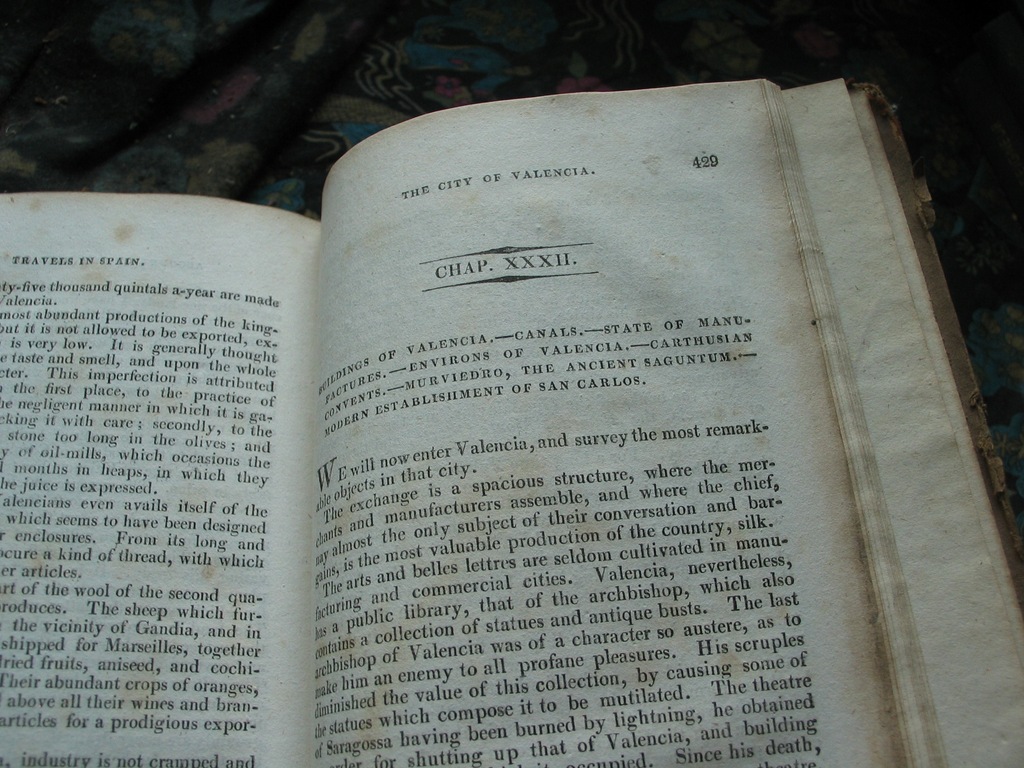 TRAVELS IN SPAIN.
ty-five thousand quintals a-year are made
Valencia.
most abundant productions of the king-
but it is not allowed to be exported, ex-
is very low. It is generally thought
e taste and smell, and upon the whole
cter. This imperfection is attributed
the first place, to the practice of
he negligent manner in which it is ga-
cking it with care; secondly, to the
stone too long in the olives; and
y of oil-mills, which occasions the
months in heaps, in which they
he juice is expressed.
alencians even avails itself of the
which seems to have been designed
r enclosures. From its long and
ocure a kind of thread, with which
er articles.
rt of the wool of the second qua-
produces. The sheep which fur-
the vicinity of Gandia, and in
shipped for Marseilles, together
dried fruits, aniseed, and cochi-
Their abundant crops of oranges,
above all their wines and bran-
articles for a prodigious expor-
industry is not cramped and
THE CITY OF VALENCIA. 429
CHAP. XXXII.
BUILDINGS OF VALENCIA.—CANALS.—STATE OF MANU-
FACTURES.—ENVIRONS OF VALENCIA.—CARTHUSIAN
CONVENTS.—MURVIEDRO, THE ANCIENT SAGUNTUM.—
MODERN ESTABLISHMENT OF SAN CARLOS.
WE will now enter Valencia, and survey the most remark-
able objects in that city.
The exchange is a spacious structure, where the mer-
chants and manufacturers assemble, and where the chief,
nay almost the only subject of their conversation and bar-
gains, is the most valuable production of the country, silk.
The arts and belles lettres are seldom cultivated in manu-
facturing and commercial cities. Valencia, nevertheless,
has a public library, that of the archbishop, which also
contains a collection of statues and antique busts. The last
archbishop of Valencia was of a character so austere, as to
make him an enemy to all profane pleasures. His scruples
diminished the value of this collection, by causing some of
the statues which compose it to be mutilated. The theatre
of Saragossa having been burned by lightning, he obtained
order for shutting up that of Valencia, and building
it occupied. Since his death,
theatre